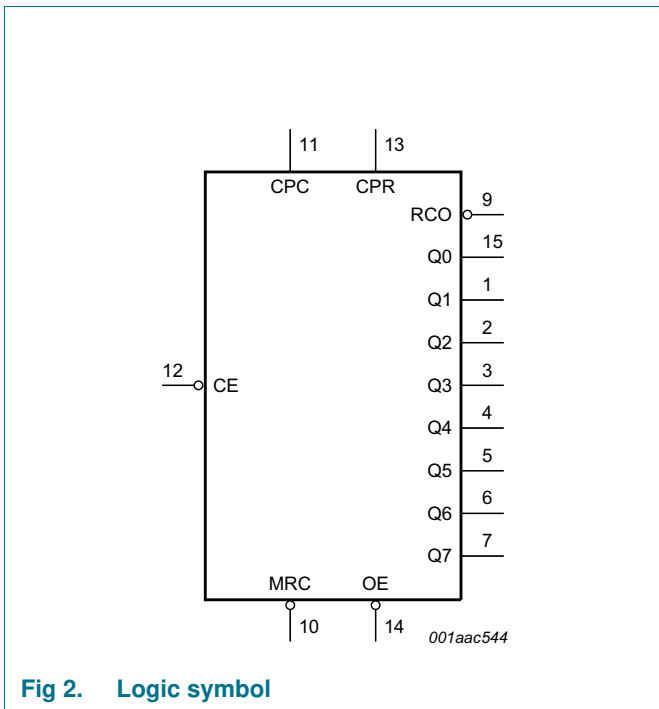 11 13
CPC CPR
RCO 9
Q0 15
Q1 1
Q2 2
12 CE Q3 3
Q4 4
Q5 5
Q6 6
Q7 7
MRC OE
10 14 001aac544
Fig 2. Logic symbol